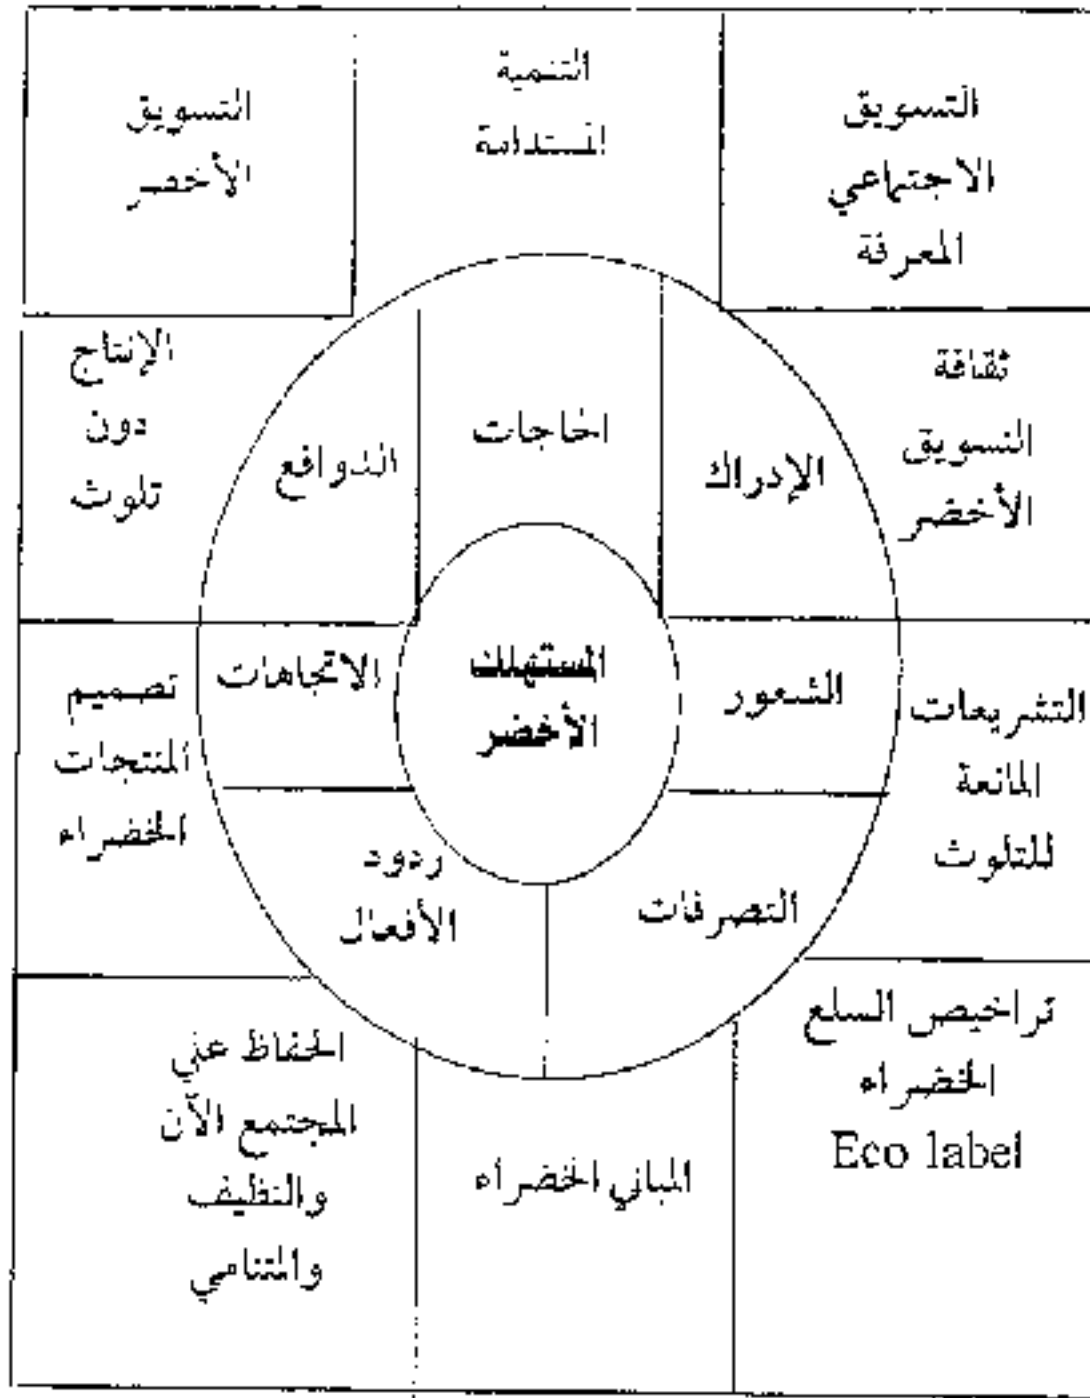 التسويق
الاجتماعي
المعرفة
التنمية
المستدامة
التسويق
الأخضر
ثقافة
التسويق
الأخضر
الإدراك
الحاجات
الدوافع
الإنتاج
دون
تلوث
التشريعات
المانعة
للتلوث
الشعور
المستهلك
الأخضر
الاتجاهات
تصميم
المنتجات
الخضراء
التصرفات
ردود
الأفعال
تراخيص السلع
الخضراء
Eco label
المباني الخضراء
الحفاظ علي
المجتمع الآن
والنظيف
والمتنامي